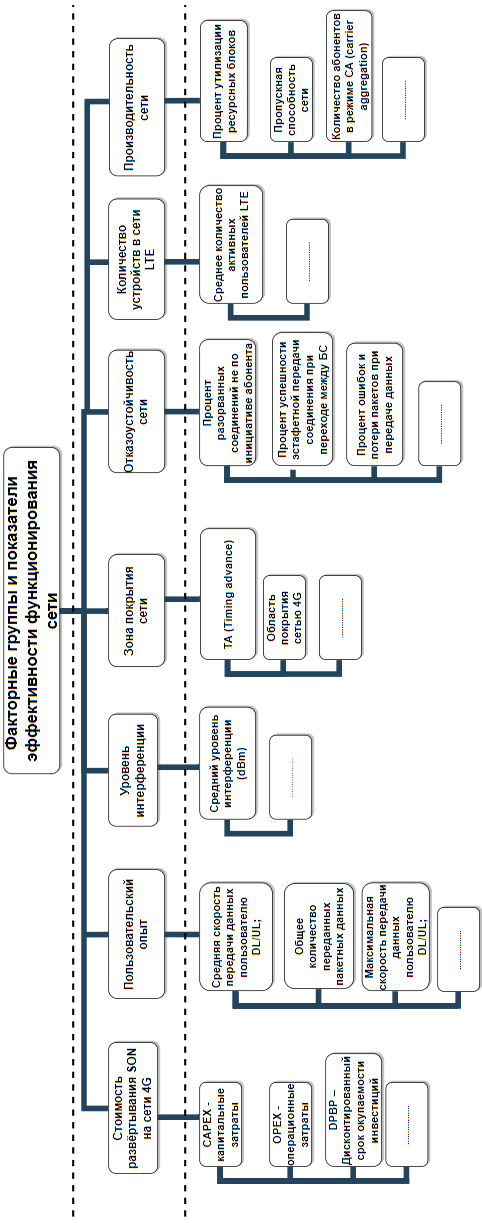 Факторные группы и показатели
эффективности функционирования
сети
Стоимость
развёртывания SON
на сети 4G
Пользовательский
опыт
Уровень
интерференции
Зона покрытия
сети
Отказоустойчивость
сети
Количество
устройств в сети
LTE
Производительность
сети
CAPEX -
капитальные
затраты
OPEX -
операционные
затраты
DPBP –
Дисконтированный
срок окупаемости
инвестиций
...............
Средняя скорость
передачи данных
пользователю
DL/UL;
Общее
количество
переданных
пакетных данных
Максимальная
скорость передачи
данных
пользователю
DL/UL;
...............
Средний уровень
интерференции
(dBm)
...............
TA (Timing advance)
Область
покрытия
сетью 4G
...............
Процент
разорванных
соединений не по
инициативе абонента
Процент успешности
эстафетной передачи
соединения при
переходе между БС
Процент ошибок и
потери пакетов при
передаче данных
...............
Среднее количество
активных
пользователей LTE
...............
Процент утилизации
ресурсных блоков
Пропускная
способность
сети
Количество абонентов
в режиме CA (carrier
aggregation)
...............